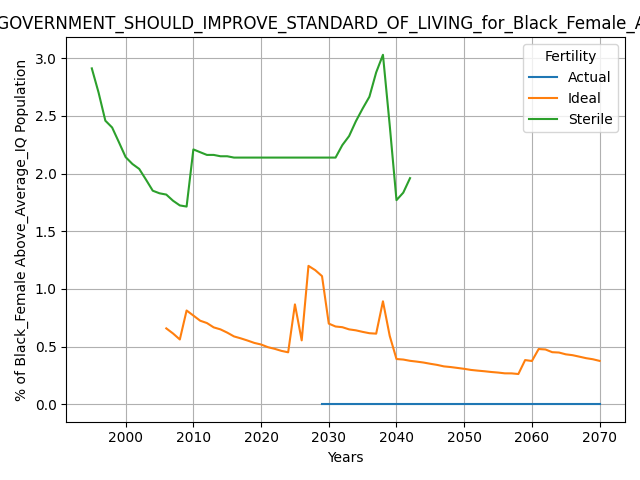 GOVERNMENT_SHOULD_IMPROVE_STANDARD_OF_LIVING_for_Black_Female_A
% of Black_Female Above_Average_IQ Population
3.0
2.5
2.0
1.5
1.0
0.5
0.0
Fertility
Actual
Ideal
Sterile
2000 2010 2020 2030 2040 2050 2060 2070
Years